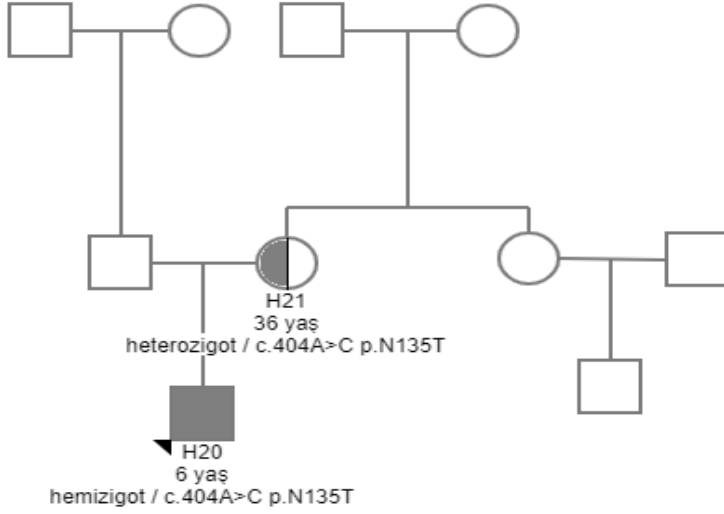 H21
36 yaş
heterozigot / c.404A>C p.N135T
H20
6 yaş
hemizigot / c.404A>C p.N135T